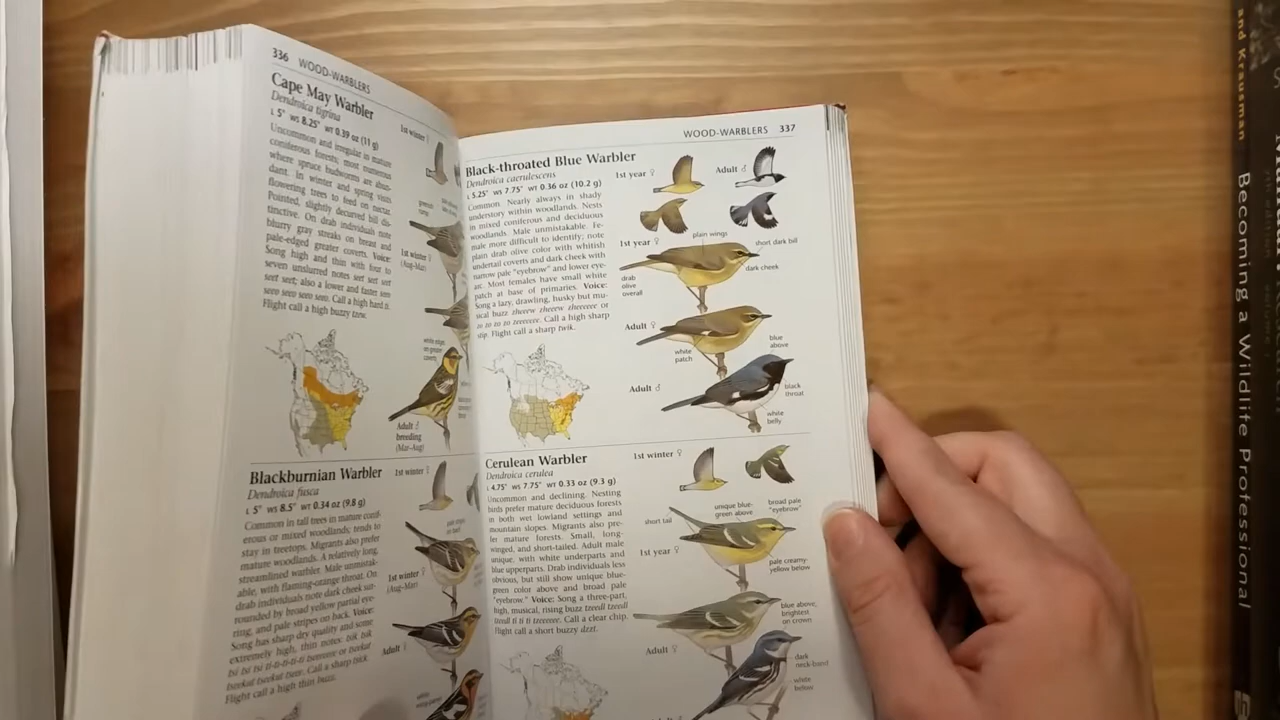 336 WOOD-WARBLERS
Cape May Warbler
Dendroica tigrina
L 5" WS 8.25" WT 0.39 oz (11 g)
Uncommon and irregular in mature
coniferous forests; most numerous
where spruce budworms are abun-
dant. In winter and spring visits
flowering trees to feed on nectar.
Pointed, slightly decurved bill dis-
tinctive. On drab individuals note
blurry gray streaks on breast and
pale-edged greater coverts. Voice:
Song high and thin with four to
seven unslurred notes seet seet seet
seet seet; also a lower and faster
seeo seeo seeo seeo. Call a high hard
Flight call a high buzzy
1st winter
1st winter
(Aug-Mar)
white edges
on greater
coverts
Adult ♂
breeding
(Mar-Aug)
Blackburnian Warbler
Dendroica fusca
L 5" WS 8.5" WT 0.34 oz (9.8 g)
Common in tall trees in mature conif-
erous or mixed woodlands; tends to
stay in treetops. Migrants also prefer
mature woodlands. A relatively long,
streamlined warbler. Male unmistak-
able, with flaming-orange throat. On
drab individuals note dark cheek sur-
rounded by broad yellow partial eye-
ring, and pale stripes on back. Voice:
Song has sharp dry quality and some
extremely high, thin notes:
Call a sharp
Flight call a high thin buzz.
1st winter ♀
1st winter ♀
(Aug-Mar)
Adult
WOOD-WARBLERS 337
Black-throated Blue Warbler
Dendroica caerulescens
L 5.25" WS 7.75" WT 0.36 oz (10.2 g)
Common. Nearly always in shady
understory within woodlands. Nests
in mixed coniferous and deciduous
woodlands. Male unmistakable. Fe-
male more difficult to identify; note
plain drab olive color with whitish
undertail coverts and dark cheek with
narrow pale "eyebrow" and lower eye-
arc. Most females have small white
patch at base of primaries. Voice:
Song a lazy, drawling, husky but mu-
sical buzz zheew zheew zheeeee or
zo zo zo zo zeeeeee. Call a high sharp
stip. Flight call a sharp twik.
1st year ♀
Adult ♂
plain wings
1st year ♀
short dark bill
dark cheek
drab
olive
overall
Adult ♀
white
patch
blue
above
Adult ♂
black
throat
white
belly
Cerulean Warbler
Dendroica cerulea
L 4.75" WS 7.75" WT 0.33 oz (9.3 g)
Uncommon and declining. Nesting
birds prefer mature deciduous forests
in both wet lowland settings and
mountain slopes. Migrants also pre-
fer mature forests. Small, long-
winged, and short-tailed. Adult male
unique, with white underparts and
blue upperparts. Drab individuals less
obvious, but still show unique blue-
green color above and broad pale
"eyebrow." Voice: Song a three-part,
high, musical, rising buzz tzeedl tzeedl
tzeedl ti ti ti tzeeeeee. Call a clear chip.
Flight call a short buzzy dzzt.
1st winter ♀
short tail
unique blue-
green above
broad pale
"eyebrow"
1st year ♀
pale creamy-
yellow below
blue above,
brightest
on crown
Adult ♀
dark
neck-band
white
below
Adult ♂
and Krausman
Becoming a Wildlife Professional